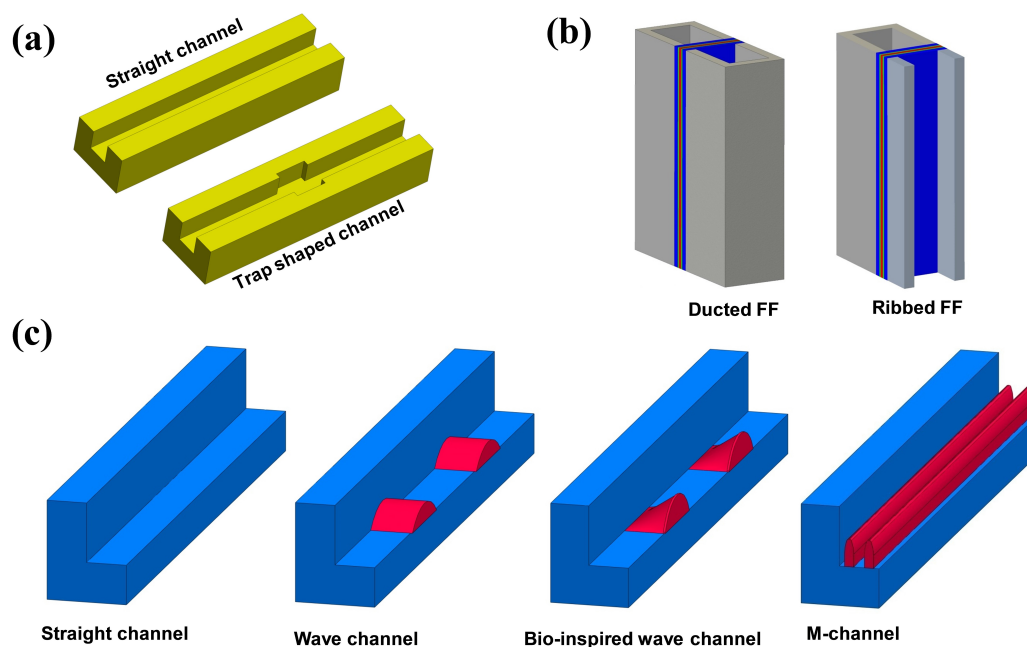 (a)
Straight channel
Trap shaped channel
(b)
Ducted FF
Ribbed FF
(c)
Straight channel
Wave channel
Bio-inspired wave channel
M-channel